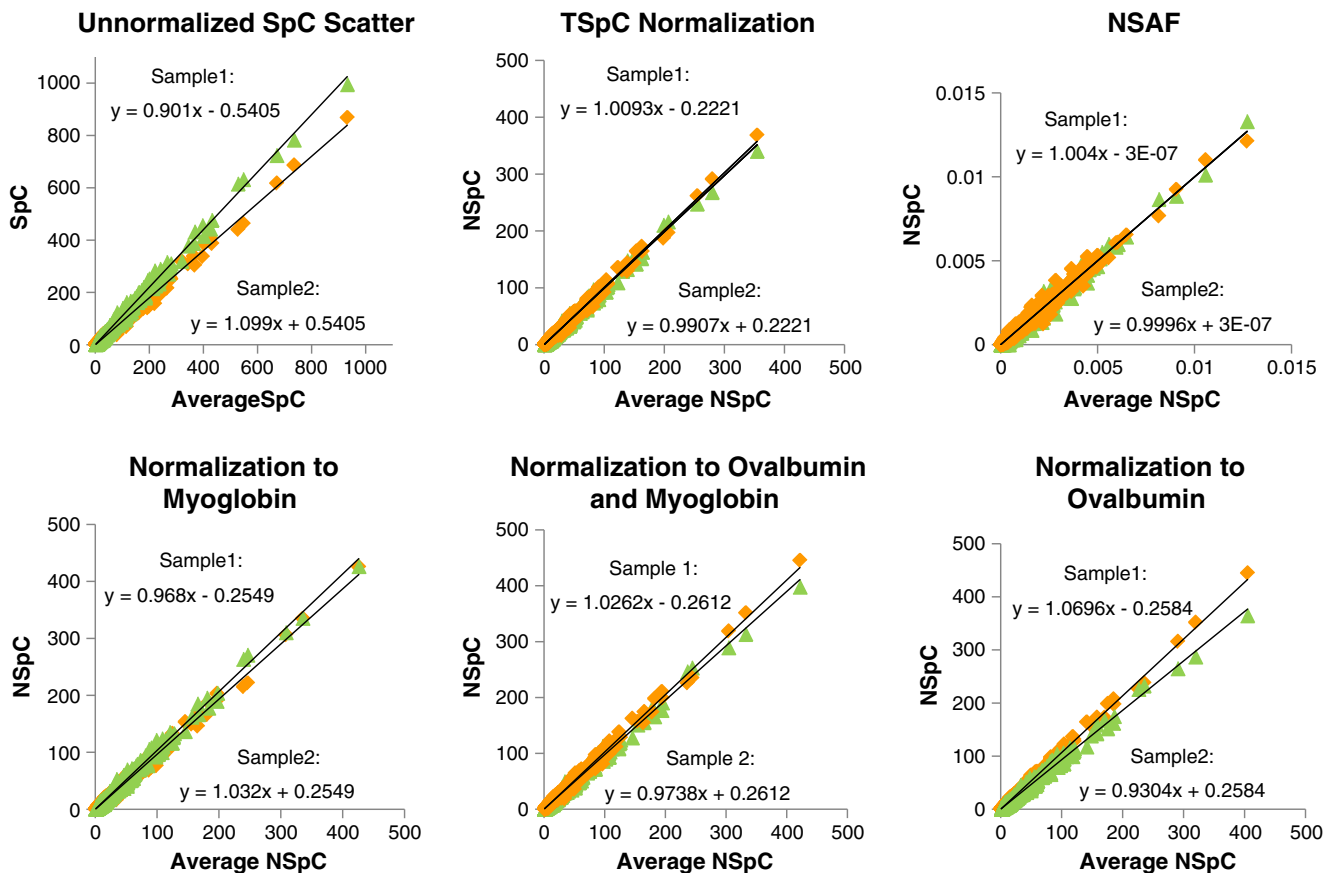 Unnormalized SpC Scatter
1000
800
600
400
200
0
SpC
Sample1:
y = 0.901x - 0.5405
Sample2:
y = 1.099x + 0.5405
0 200 400 600 800 1000
AverageSpC
TSpC Normalization
500
400
300
200
100
0
NSpC
Sample1:
y = 1.0093x - 0.2221
Sample2:
y = 0.9907x + 0.2221
0 100 200 300 400 500
Average NSpC
NSAF
0.015
0.01
0.005
0
NSpC
Sample1:
y = 1.004x - 3E-07
Sample2:
y = 0.9996x + 3E-07
0 0.005 0.01 0.015
Average NSpC
Normalization to
Myoglobin
500
400
300
200
100
0
NSpC
Sample1:
y = 0.968x - 0.2549
Sample2:
y = 1.032x + 0.2549
0 100 200 300 400 500
Average NSpC
Normalization to Ovalbumin
and Myoglobin
500
400
300
200
100
0
NSpC
Sample 1:
y = 1.0262x - 0.2612
Sample 2:
y = 0.9738x + 0.2612
0 100 200 300 400 500
Average NSpC
Normalization to
Ovalbumin
500
400
300
200
100
0
NSpC
Sample1:
y = 1.0696x - 0.2584
Sample2:
y = 0.9304x + 0.2584
0 100 200 300 400 500
Average NSpC